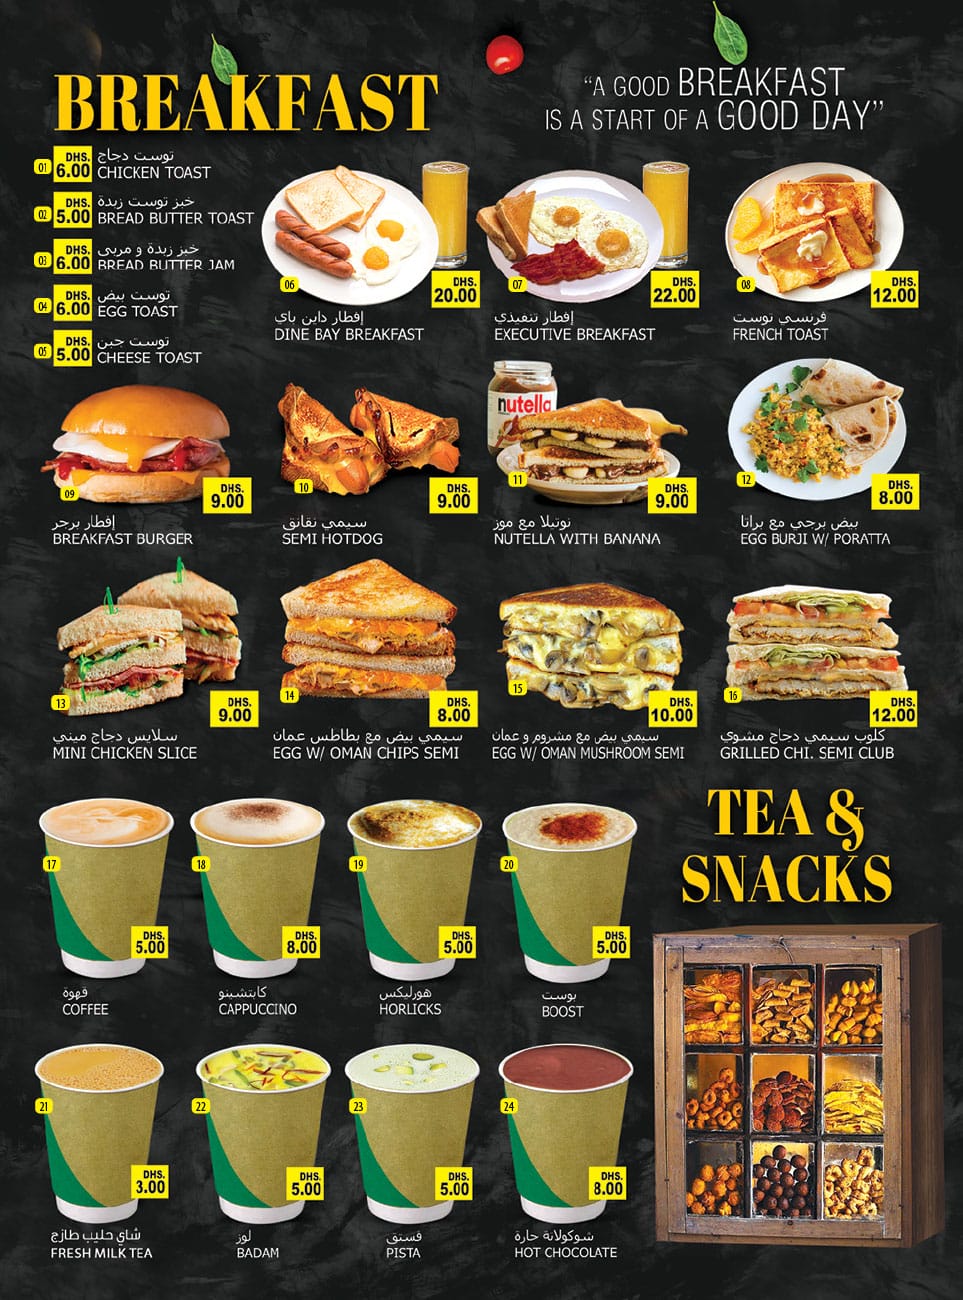 BREAKFAST
“A GOOD BREAKFAST
IS A START OF A GOOD DAY”
01 DHS. 6.00 توست دجاج
CHICKEN TOAST
02 DHS. 5.00 خبز توست زبدة
BREAD BUTTER TOAST
03 DHS. 6.00 خبز زبدة و مربى
BREAD BUTTER JAM
04 DHS. 6.00 توست بيض
EGG TOAST
05 DHS. 5.00 توست جبن
CHEESE TOAST
06
DHS.
20.00
إفطار داين باي
DINE BAY BREAKFAST
07
DHS.
22.00
إفطار تنفيذي
EXECUTIVE BREAKFAST
08
DHS.
12.00
فرنسي توست
FRENCH TOAST
09
DHS.
9.00
إفطار برجر
BREAKFAST BURGER
10
DHS.
9.00
سيمي نقانق
SEMI HOTDOG
nutella
11
DHS.
9.00
نوتيلا مع موز
NUTELLA WITH BANANA
12
DHS.
8.00
بيض برجي مع براتا
EGG BURJI W/ PORATTA
13
DHS.
9.00
سلايس دجاج ميني
MINI CHICKEN SLICE
14
DHS.
8.00
سيمي بيض مع بطاطس عمان
EGG W/ OMAN CHIPS SEMI
15
DHS.
10.00
سيمي بيض مع مشروم و عمان
EGG W/ OMAN MUSHROOM SEMI
16
DHS.
12.00
كلوب سيمي دجاج مشوي
GRILLED CHI. SEMI CLUB
TEA &
SNACKS
17
DHS.
5.00
قهوة
COFFEE
18
DHS.
8.00
كابتشينو
CAPPUCCINO
19
DHS.
5.00
هورليكس
HORLICKS
20
DHS.
5.00
بوست
BOOST
21
DHS.
3.00
شاي حليب طازج
FRESH MILK TEA
22
DHS.
5.00
لوز
BADAM
23
DHS.
5.00
فستق
PISTA
24
DHS.
8.00
شوكولاتة حارة
HOT CHOCOLATE